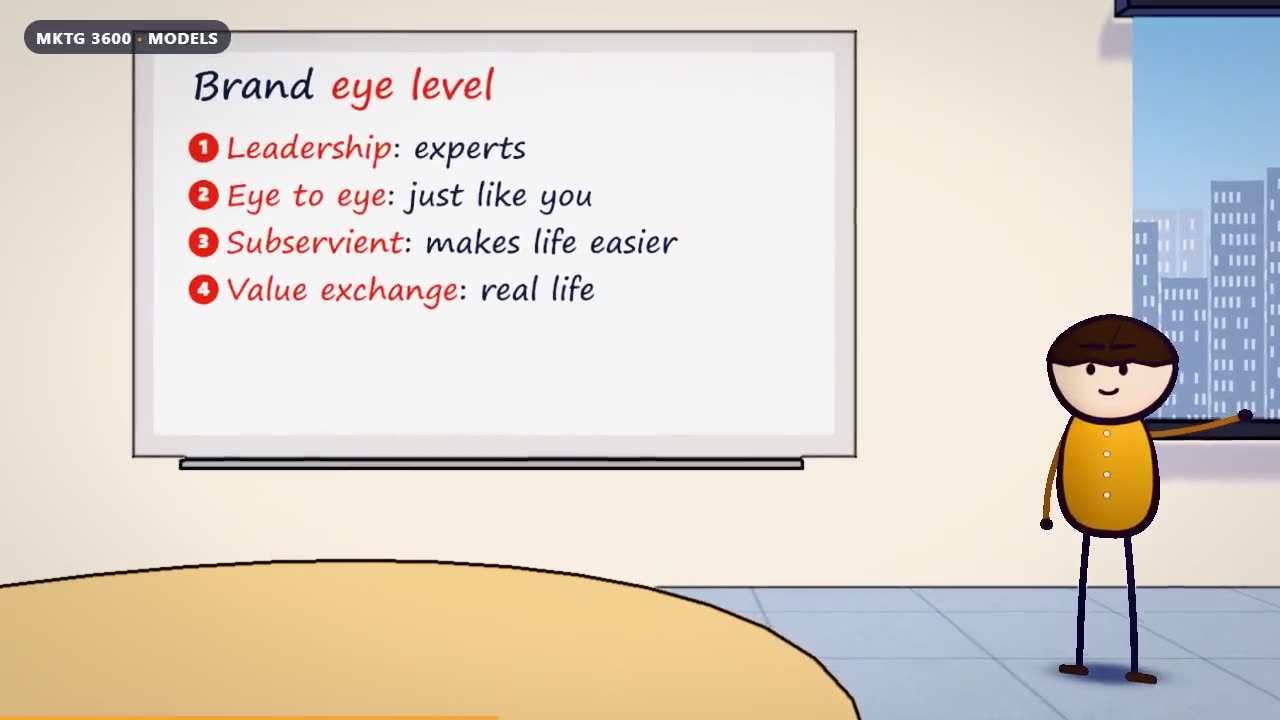 MKTG 3600 · MODELS
Brand eye level
1 Leadership: experts
2 Eye to eye: just like you
3 Subservient: makes life easier
4 Value exchange: real life